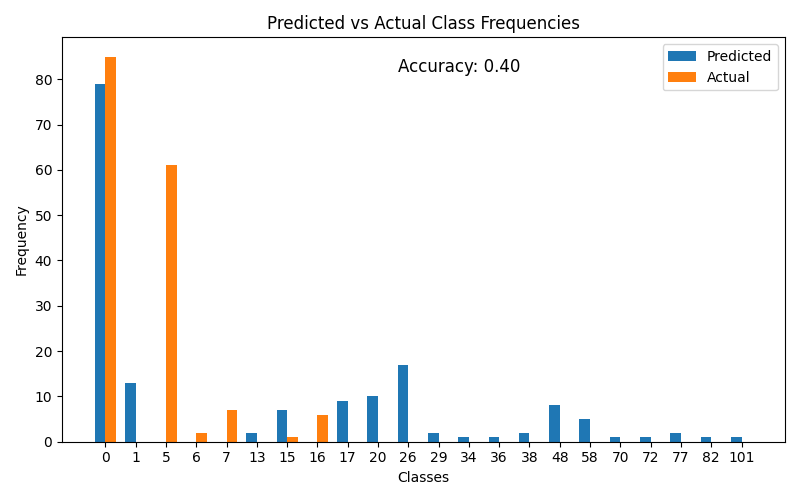 Predicted vs Actual Class Frequencies
Accuracy: 0.40
Predicted
Actual
Frequency
80
70
60
50
40
30
20
10
0
0 1 5 6 7 13 15 16 17 20 26 29 34 36 38 48 58 70 72 77 82 101
Classes